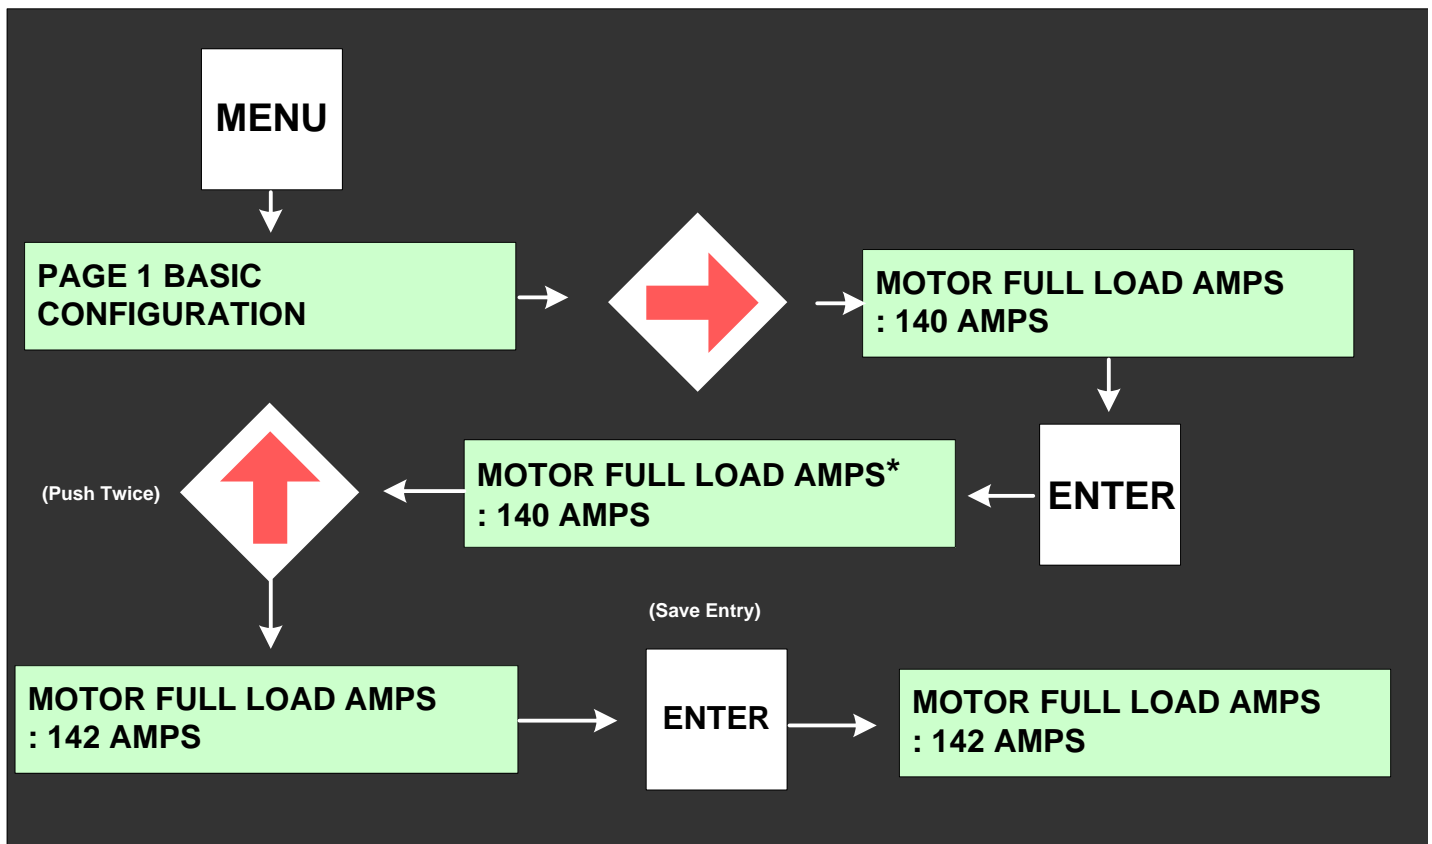 MENU
PAGE 1 BASIC
CONFIGURATION
MOTOR FULL LOAD AMPS
: 140 AMPS
ENTER
MOTOR FULL LOAD AMPS*
: 140 AMPS
(Push Twice)
MOTOR FULL LOAD AMPS
: 142 AMPS
(Save Entry)
ENTER
MOTOR FULL LOAD AMPS
: 142 AMPS